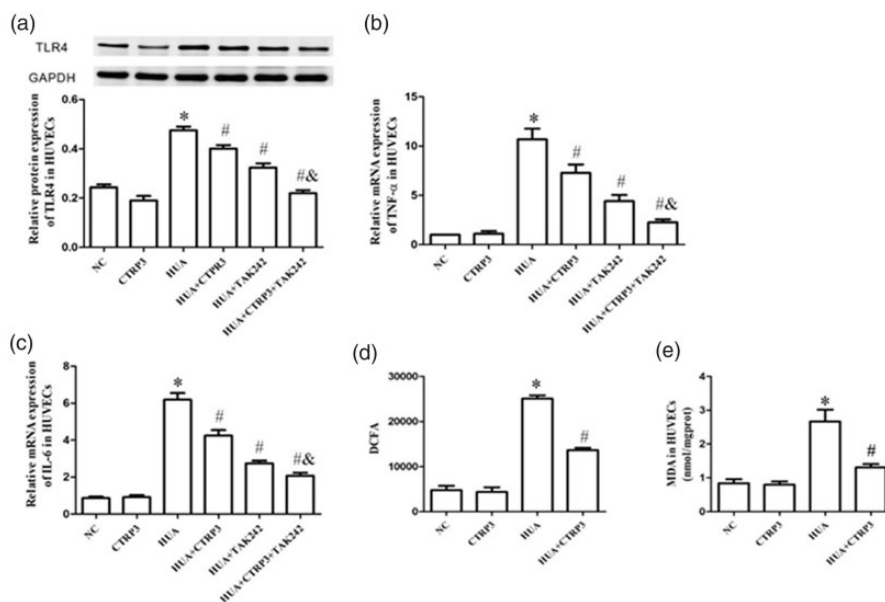 (a)
TLR4
GAPDH
Relative protein expression
of TLR4 in HUVECs
0.6
0.4
0.2
0.0
*
#
#
#&
NC
CTRP3
HUA
HUA+CTPR3
HUA+TAK242
HUA+CTRP3+TAK242
(b)
Relative mRNA expression
of TNF-α in HUVECs
15
10
5
0
*
#
#
#&
NC
CTRP3
HUA
HUA+CTRP3
HUA+TAK242
HUA+CTRP3+TAK242
(c)
Relative mRNA expression
of IL-6 in HUVECs
8
6
4
2
0
*
#
#
#&
NC
CTRP3
HUA
HUA+CTRP3
HUA+TAK242
HUA+CTRP3+TAK242
(d)
DCFA
30000
20000
10000
0
*
#
NC
CTRP3
HUA
HUA+CTRP3
(e)
MDA in HUVECs
(nmol/mgprot)
4
3
2
1
0
*
#
NC
CTRP3
HUA
HUA+CTRP3